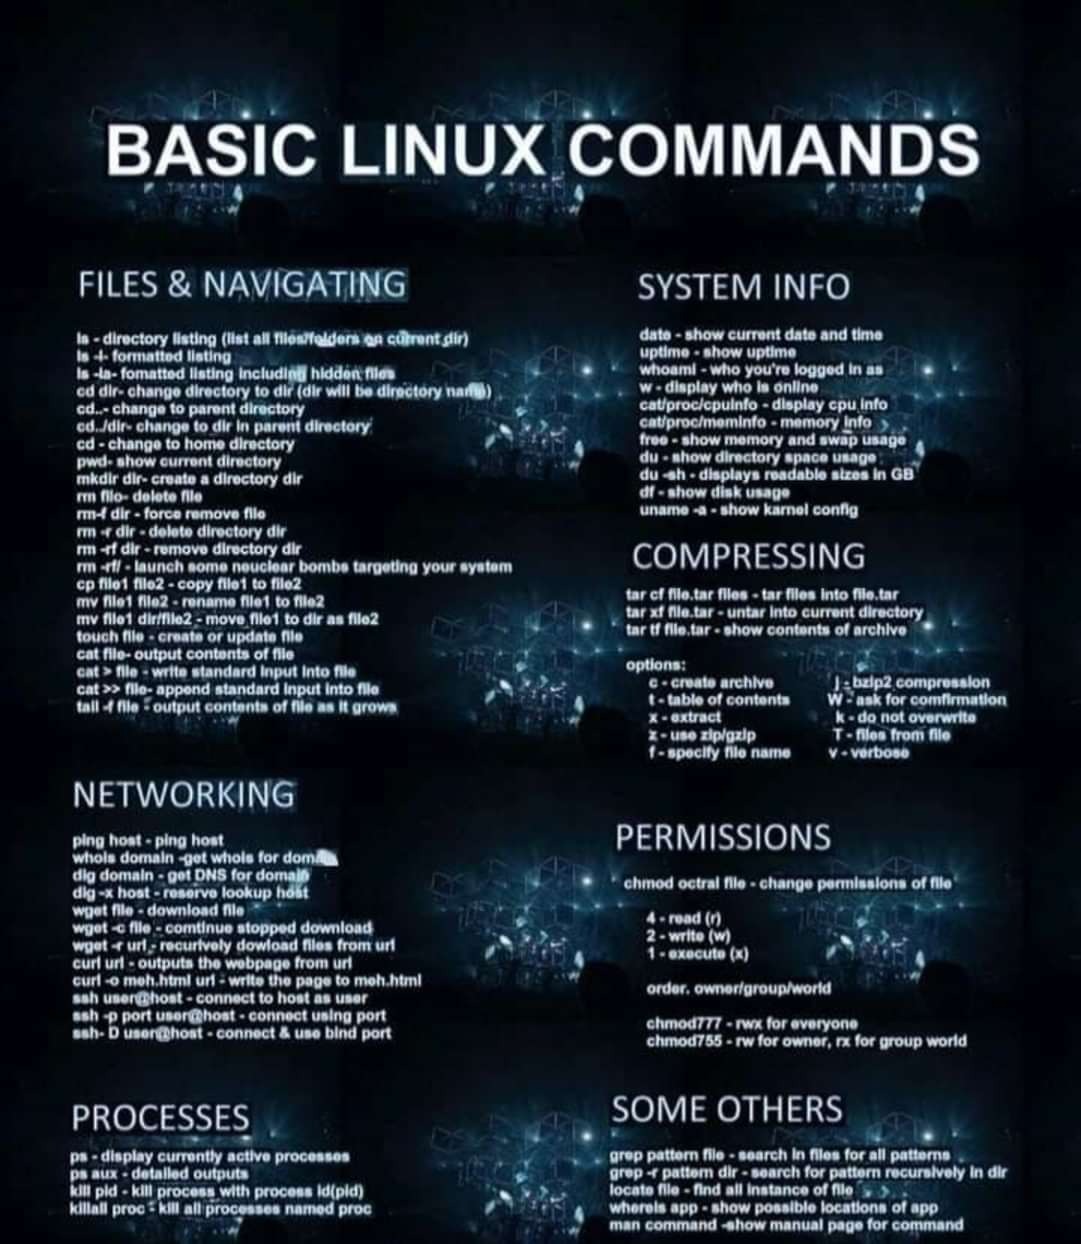 BASIC LINUX COMMANDS
FILES & NAVIGATING
ls - directory listing (list all files/folders on current dir)
ls -l- formatted listing
ls -la- fomatted listing including hidden files
cd dir- change directory to dir (dir will be directory name)
cd..- change to parent directory
cd../dir- change to dir in parent directory
cd - change to home directory
pwd- show current directory
mkdir dir- create a directory dir
rm file- delete file
rm-f dir - force remove file
rm -r dir - delete directory dir
rm -rf dir - remove directory dir
rm -rf/ - launch some neuclear bombs targeting your system
cp file1 file2 - copy file1 to file2
mv file1 file2 - rename file1 to file2
mv file1 dir/file2 - move file1 to dir as file2
touch file - create or update file
cat file- output contents of file
cat > file - write standard input into file
cat >> file- append standard input into file
tail -f file - output contents of file as it grows
NETWORKING
ping host - ping host
whois domain -get whois for domain
dig domain - get DNS for domain
dig -x host - reserve lookup host
wget file - download file
wget -c file - comtinue stopped download
wget -r url - recurively dowload files from url
curl url - outputs the webpage from url
curl -o meh.html url - write the page to meh.html
ssh user@host - connect to host as user
ssh -p port user@host - connect using port
ssh- D user@host - connect & use bind port
PROCESSES
ps - display currently active processes
ps aux - detailed outputs
kill pid - kill process with process id(pid)
killall proc - kill all processes named proc
SYSTEM INFO
date - show current date and time
uptime - show uptime
whoami - who you're logged in as
w - display who is online
cat/proc/cpuinfo - display cpu info
cat/proc/meminfo - memory info
free - show memory and swap usage
du - show directory space usage
du -sh - displays readable sizes in GB
df - show disk usage
uname -a - show karnel config
COMPRESSING
tar cf file.tar files - tar files into file.tar
tar xf file.tar - untar into current directory
tar tf file.tar - show contents of archive
options:
c - create archive
t - table of contents
x - extract
z - use zip/gzip
f - specify file name
j - bzip2 compression
W - ask for comfirmation
k - do not overwrite
T - files from file
v - verbose
PERMISSIONS
chmod octral file - change permissions of file
4 - read (r)
2 - write (w)
1 - execute (x)
order. owner/group/world
chmod777 - rwx for everyone
chmod755 - rw for owner, rx for group world
SOME OTHERS
grep pattern file - search in files for all patterns
grep -r pattern dir - search for pattern recursively in dir
locate file - find all instance of file
whereis app - show possible locations of app
man command -show manual page for command